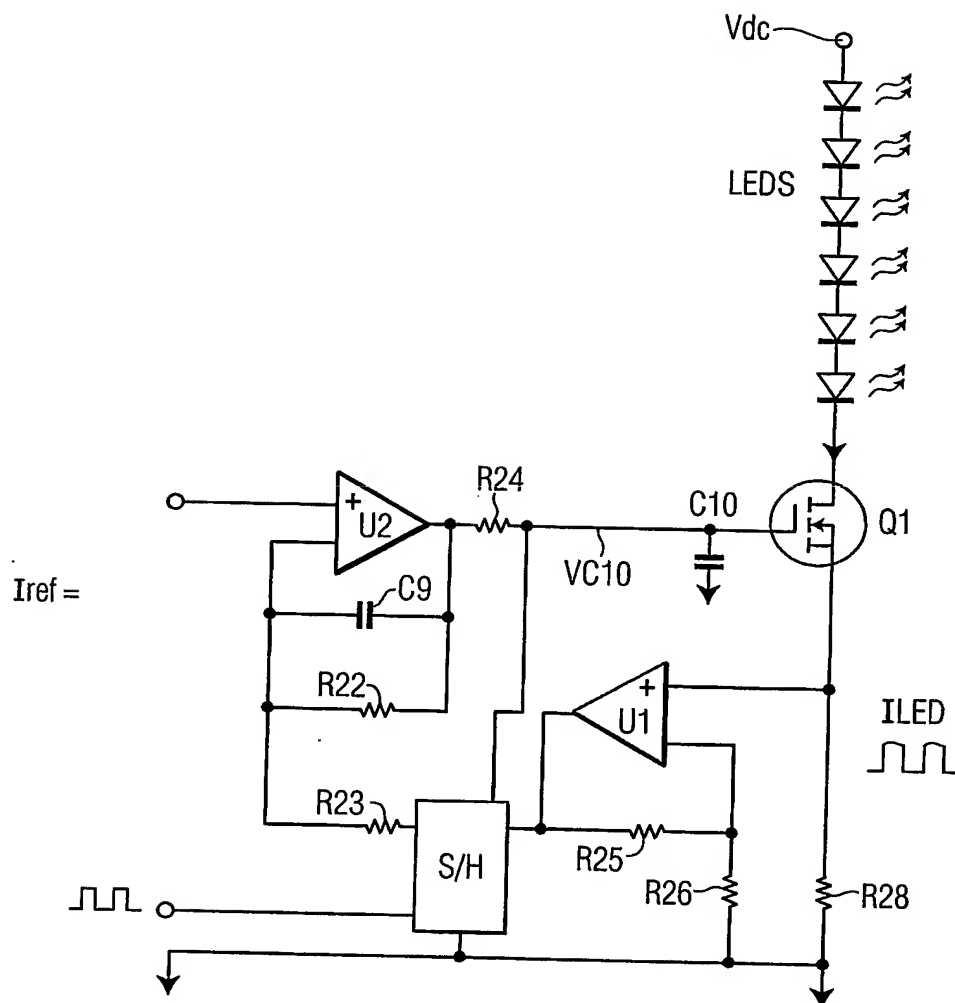 Vdc
LEDS
R24
C10
Q1
+
U2
VC10
Iref =
C9
R22
+
U1
ILED
R23
S/H
R25
R26
R28